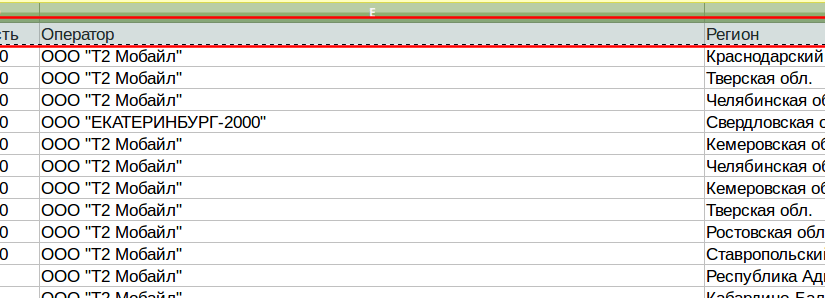 E
сть Оператор Регион
0 ООО "Т2 Мобайл" Краснодарский
0 ООО "Т2 Мобайл" Тверская обл.
0 ООО "Т2 Мобайл" Челябинская об
0 ООО "ЕКАТЕРИНБУРГ-2000" Свердловская о
0 ООО "Т2 Мобайл" Кемеровская об
0 ООО "Т2 Мобайл" Челябинская об
0 ООО "Т2 Мобайл" Кемеровская об
0 ООО "Т2 Мобайл" Тверская обл.
0 ООО "Т2 Мобайл" Ростовская обл
0 ООО "Т2 Мобайл" Ставропольский
ООО "Т2 Мобайл" Республика Ад
ООО "Т2 Мобайл" Кабардино-Бал